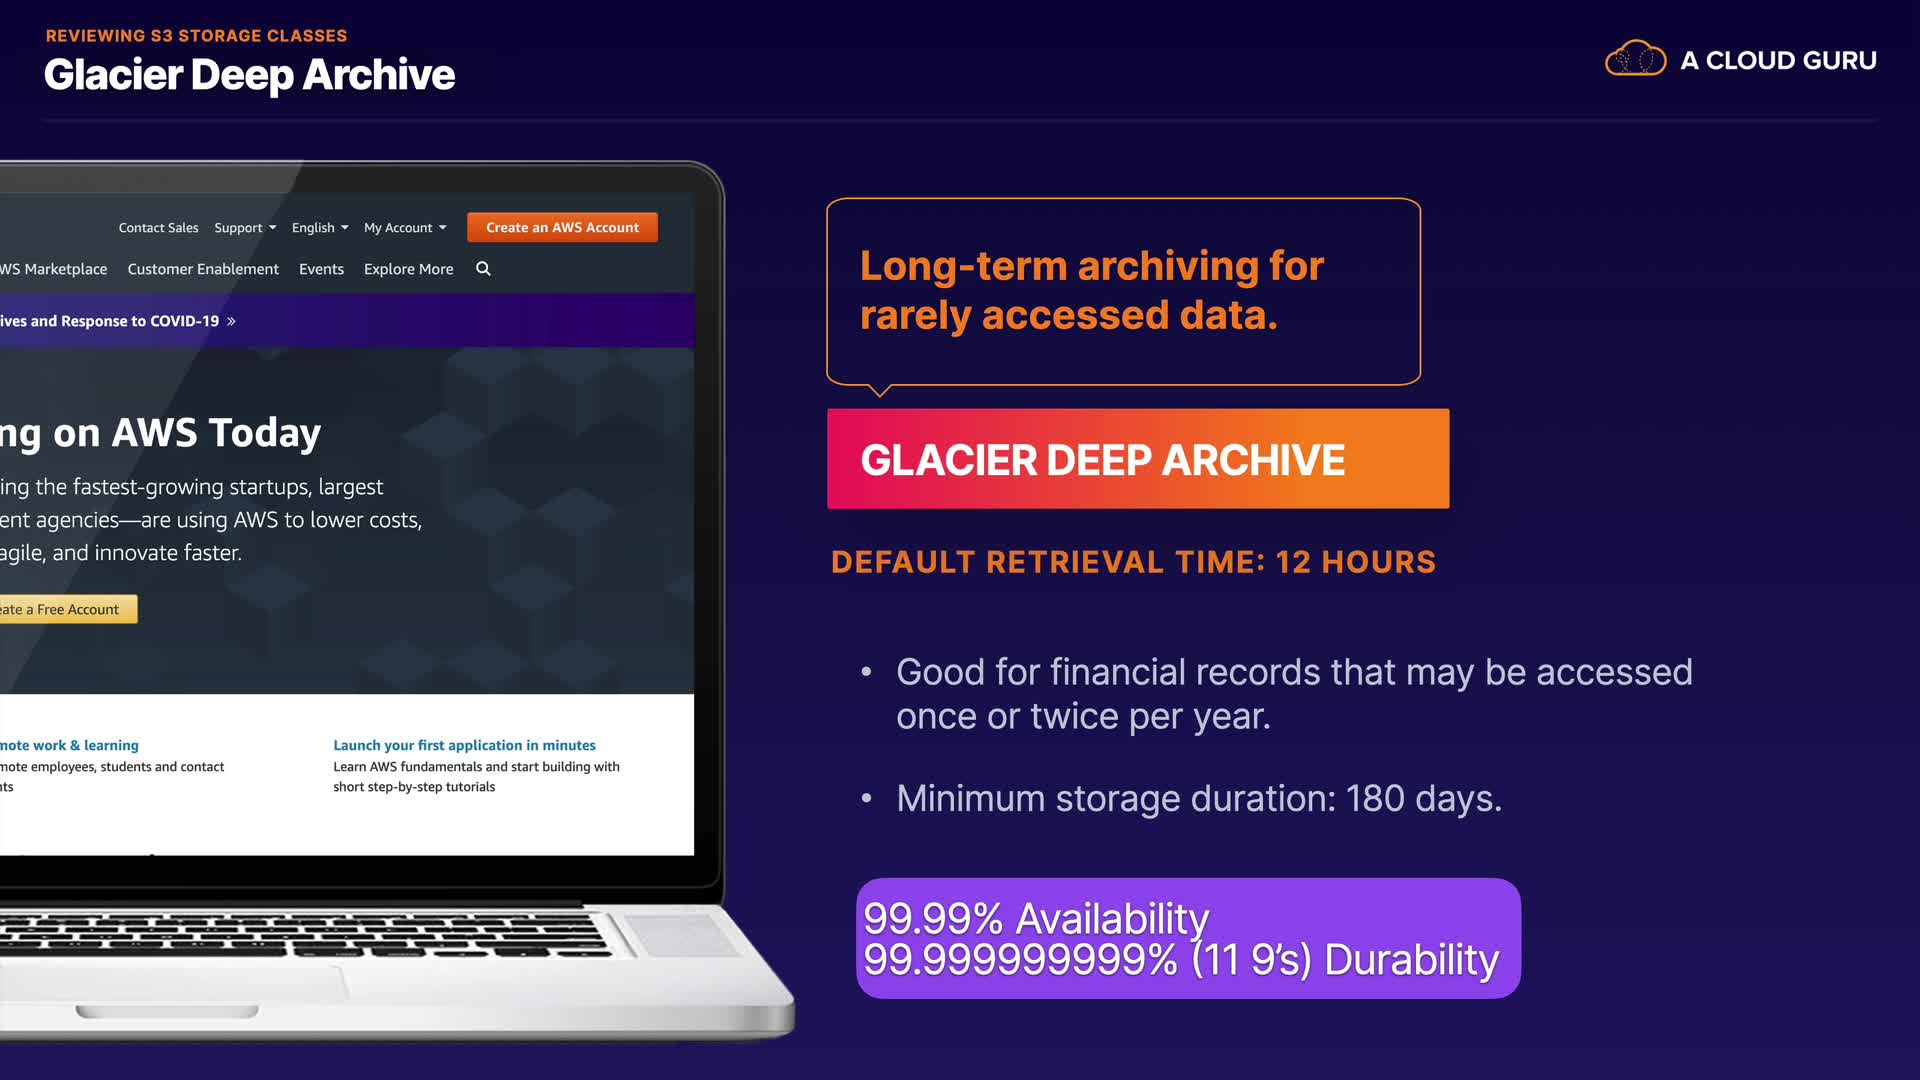 REVIEWING S3 STORAGE CLASSES
Glacier Deep Archive
A CLOUD GURU
Contact Sales Support English My Account Create an AWS Account
WS Marketplace Customer Enablement Events Explore More
ives and Response to COVID-19 »
ng on AWS Today
ing the fastest-growing startups, largest
ent agencies—are using AWS to lower costs,
agile, and innovate faster.
eate a Free Account
mote work & learning
mote employees, students and contact
nts
Launch your first application in minutes
Learn AWS fundamentals and start building with
short step-by-step tutorials
Long-term archiving for
rarely accessed data.
GLACIER DEEP ARCHIVE
DEFAULT RETRIEVAL TIME: 12 HOURS
• Good for financial records that may be accessed
once or twice per year.
• Minimum storage duration: 180 days.
99.99% Availability
99.999999999% (11 9’s) Durability